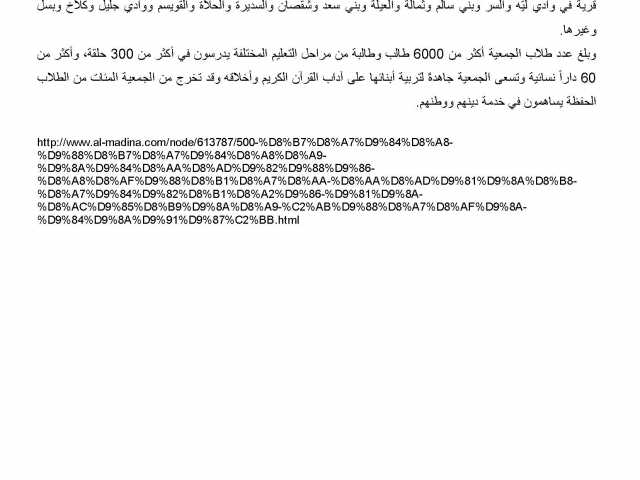 قرية في وادي ليّه والسر وبني سالم وثمالة والعيلة وبني سعد وشقصان والسديرة والحلاة والقويسم ووادي جليل وكلاخ وبسل
وغيرها.
وبلغ عدد طلاب الجمعية أكثر من 6000 طالب وطالبة من مراحل التعليم المختلفة يدرسون في أكثر من 300 حلقة، وأكثر من
60 داراً نسائية وتسعى الجمعية جاهدة لتربية أبنائها على آداب القرآن الكريم وأخلاقه وقد تخرج من الجمعية المئات من الطلاب
الحفظة يساهمون في خدمة دينهم ووطنهم.
http://www.al-madina.com/node/613787/500-%D8%B7%D8%A7%D9%84%D8%A8-
%D9%88%D8%B7%D8%A7%D9%84%D8%A8%D8%A9-
%D9%8A%D9%84%D8%AA%D8%AD%D9%82%D9%88%D9%86-
%D8%A8%D8%AF%D9%88%D8%B1%D8%A7%D8%AA-%D8%AA%D8%AD%D9%81%D9%8A%D8%B8-
%D8%A7%D9%84%D9%82%D8%B1%D8%A2%D9%86-%D9%81%D9%8A-
%D8%AC%D9%85%D8%B9%D9%8A%D8%A9-%C2%AB%D9%88%D8%A7%D8%AF%D9%8A-
%D9%84%D9%8A%D9%91%D9%87%C2%BB.html